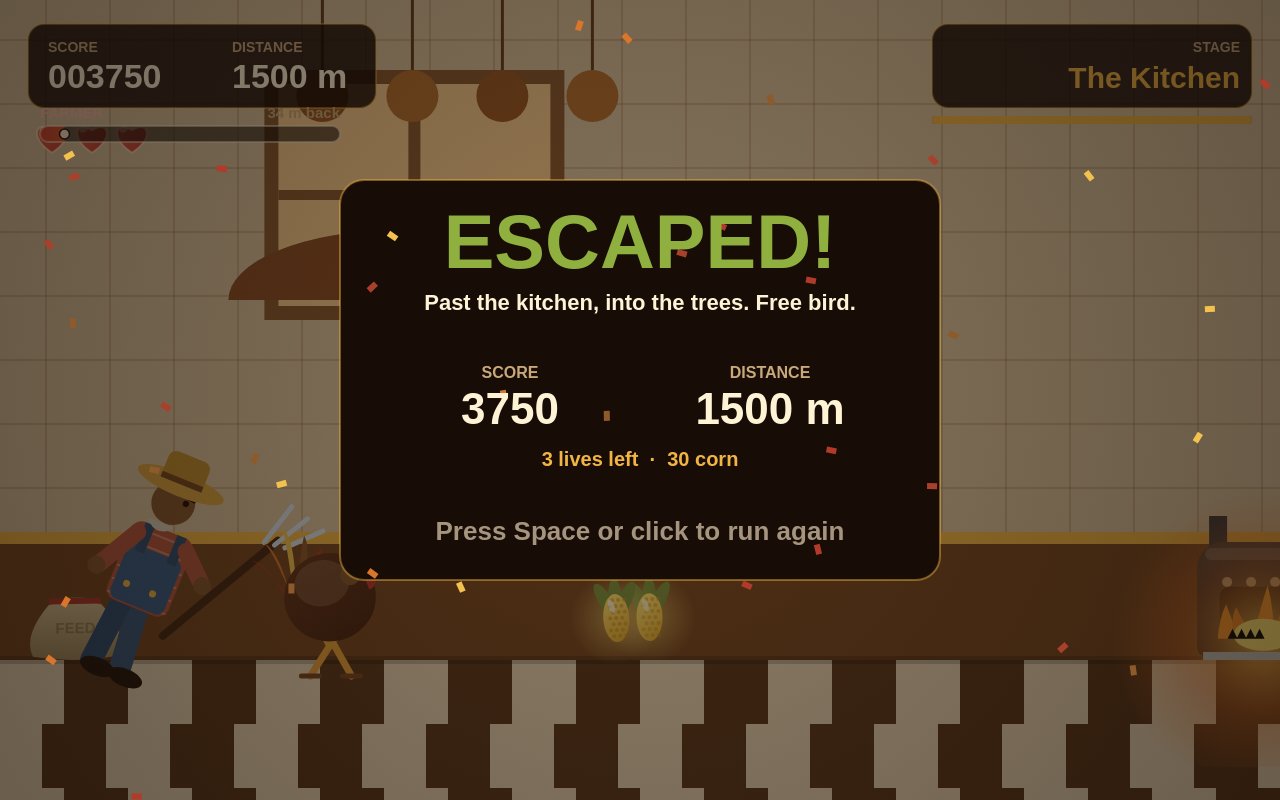 SCORE DISTANCE
003750 1500 m
FARMER 34 m back
STAGE
The Kitchen
ESCAPED!
Past the kitchen, into the trees. Free bird.
SCORE DISTANCE
3750 1500 m
3 lives left · 30 corn
Press Space or click to run again
FEED